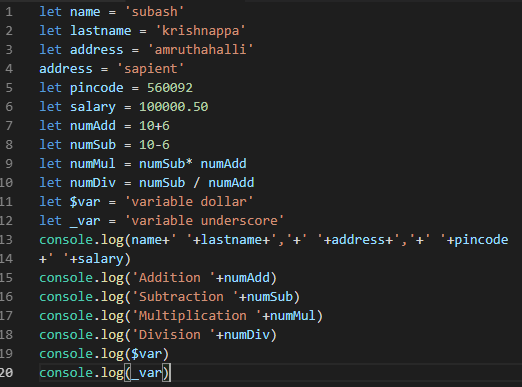 1 let name = 'subash'
2 let lastname = 'krishnappa'
3 let address = 'amruthahalli'
4 address = 'sapient'
5 let pincode = 560092
6 let salary = 100000.50
7 let numAdd = 10+6
8 let numSub = 10-6
9 let numMul = numSub* numAdd
10 let numDiv = numSub / numAdd
11 let $var = 'variable dollar'
12 let _var = 'variable underscore'
13 console.log(name+' '+lastname+','+' '+address+','+' '+pincode
14 +' '+salary)
15 console.log('Addition '+numAdd)
16 console.log('Subtraction '+numSub)
17 console.log('Multiplication '+numMul)
18 console.log('Division '+numDiv)
19 console.log($var)
20 console.log(_var)